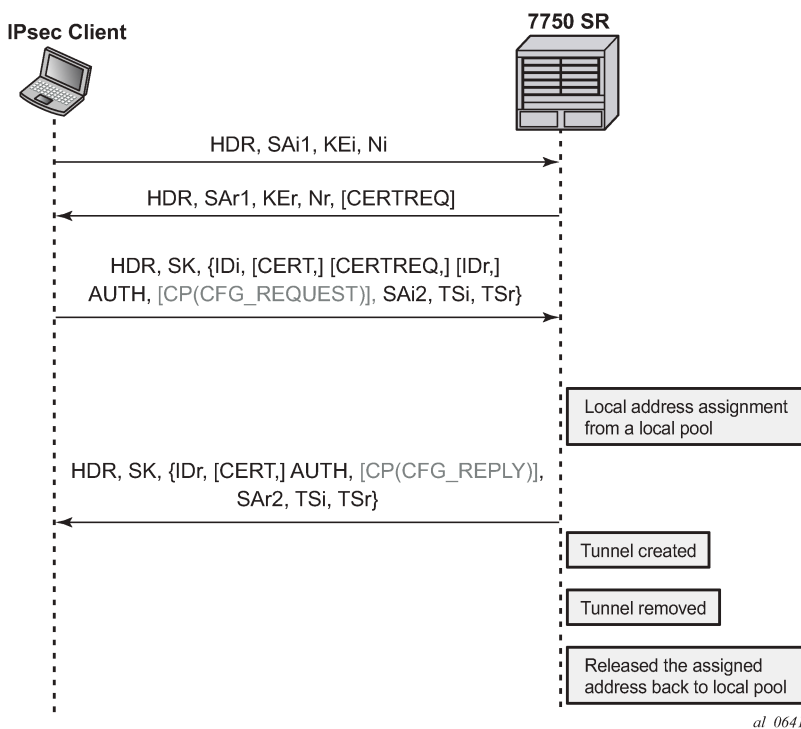 IPsec Client
7750 SR
HDR, SAi1, KEi, Ni
HDR, SAr1, KEr, Nr, [CERTREQ]
HDR, SK, {IDi, [CERT,] [CERTREQ,] [IDr,]
AUTH, [CP(CFG_REQUEST)], SAi2, TSi, TSr}
Local address assignment
from a local pool
HDR, SK, {IDr, [CERT,] AUTH, [CP(CFG_REPLY)],
SAr2, TSi, TSr}
Tunnel created
Tunnel removed
Released the assigned
address back to local pool
al_0641